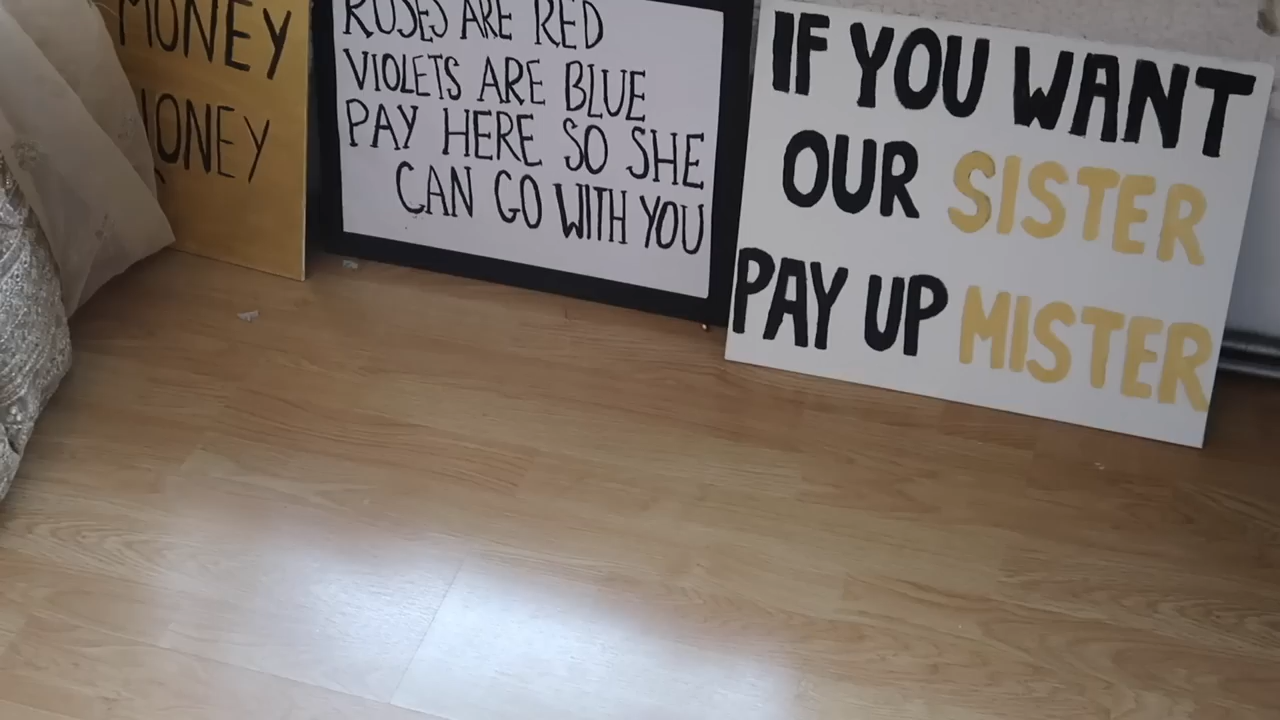 MONEY
ROSES ARE RED
VIOLETS ARE BLUE
PAY HERE SO SHE
CAN GO WITH YOU
IF YOU WANT
OUR SISTER
PAY UP MISTER